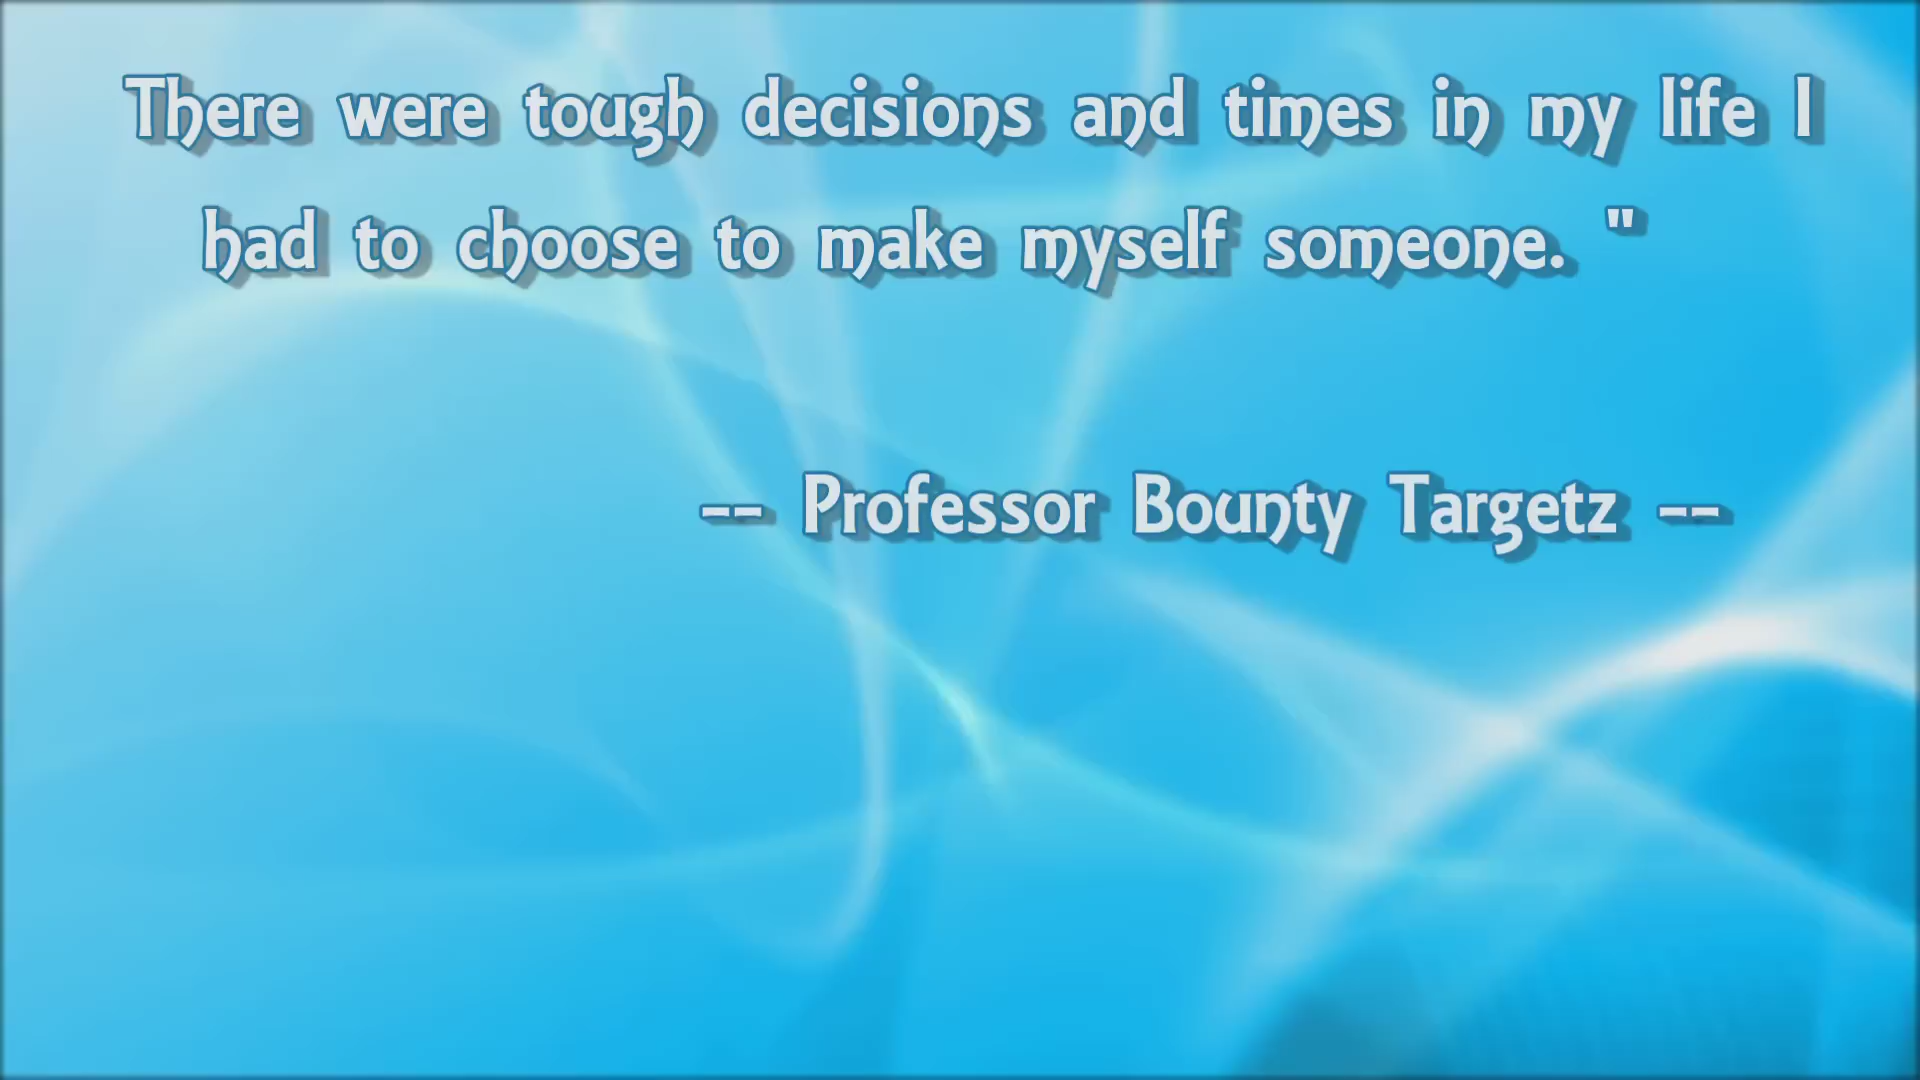 There were tough decisions and times in my life I
had to choose to make myself someone. "
-- Professor Bounty Targetz --